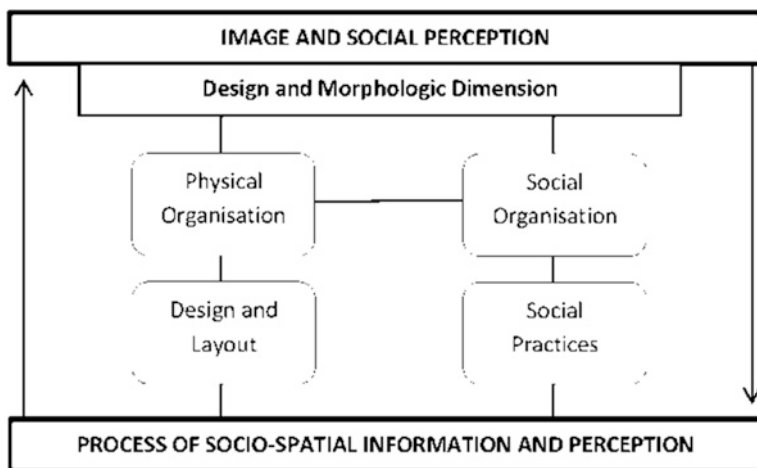 IMAGE AND SOCIAL PERCEPTION
Design and Morphologic Dimension
Physical
Organisation
Social
Organisation
Design and
Layout
Social
Practices
PROCESS OF SOCIO-SPATIAL INFORMATION AND PERCEPTION